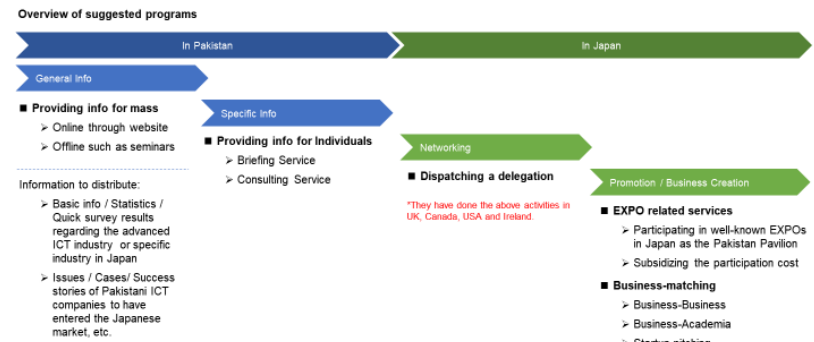 Overview of suggested programs
In Pakistan
In Japan
General Info
■ Providing info for mass
➢ Online through website
➢ Offline such as seminars
Information to distribute:
➢ Basic info / Statistics /
Quick survey results
regarding the advanced
ICT industry or specific
industry in Japan
➢ Issues / Cases/ Success
stories of Pakistani ICT
companies to have
entered the Japanese
market, etc.
Specific Info
■ Providing info for Individuals
➢ Briefing Service
➢ Consulting Service
Networking
■ Dispatching a delegation
*They have done the above activities in
UK, Canada, USA and Ireland
Promotion / Business Creation
■ EXPO related services
➢ Participating in well-known EXPOs
in Japan as the Pakistan Pavilion
➢ Subsidizing the participation cost
■ Business-matching
➢ Business-Business
➢ Business-Academia